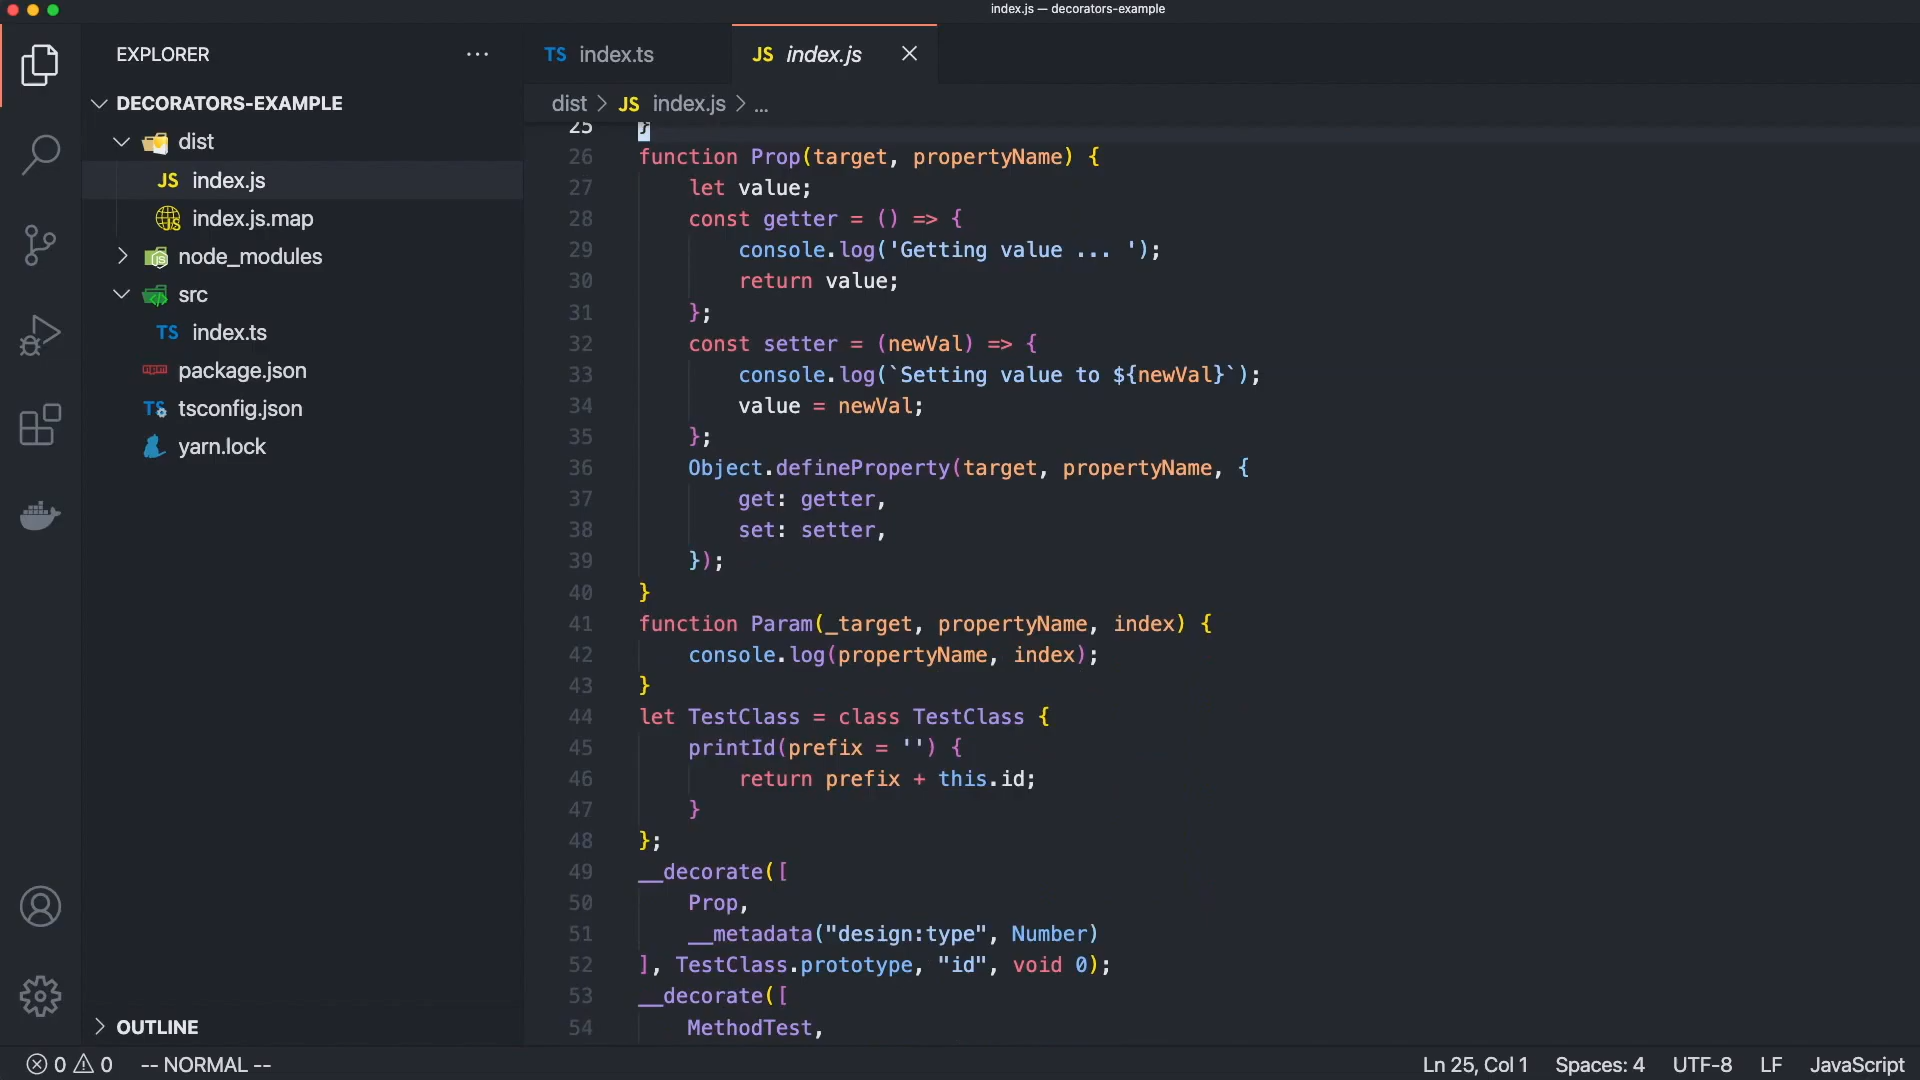 index.js — decorators-example
EXPLORER
DECORATORS-EXAMPLE
dist
JS index.js
index.js.map
node_modules
src
TS index.ts
package.json
tsconfig.json
yarn.lock
OUTLINE
TS index.ts
JS index.js
dist > JS index.js > ...
25 }
26 function Prop(target, propertyName) {
27 let value;
28 const getter = () => {
29 console.log('Getting value ... ');
30 return value;
31 };
32 const setter = (newVal) => {
33 console.log(`Setting value to ${newVal}`);
34 value = newVal;
35 };
36 Object.defineProperty(target, propertyName, {
37 get: getter,
38 set: setter,
39 });
40 }
41 function Param(_target, propertyName, index) {
42 console.log(propertyName, index);
43 }
44 let TestClass = class TestClass {
45 printId(prefix = '') {
46 return prefix + this.id;
47 }
48 };
49 __decorate([
50 Prop,
51 __metadata("design:type", Number)
52 ], TestClass.prototype, "id", void 0);
53 __decorate([
54 MethodTest,
0 0 -- NORMAL --
Ln 25, Col 1 Spaces: 4 UTF-8 LF JavaScript